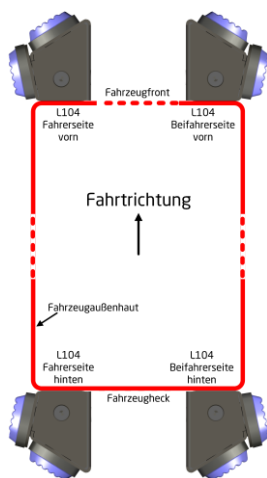 Fahrzeugfront
L104
Fahrerseite
vorn
L104
Beifahrerseite
vorn
Fahrtrichtung
Fahrzeugaußenhaut
L104
Fahrerseite
hinten
L104
Beifahrerseite
hinten
Fahrzeugheck